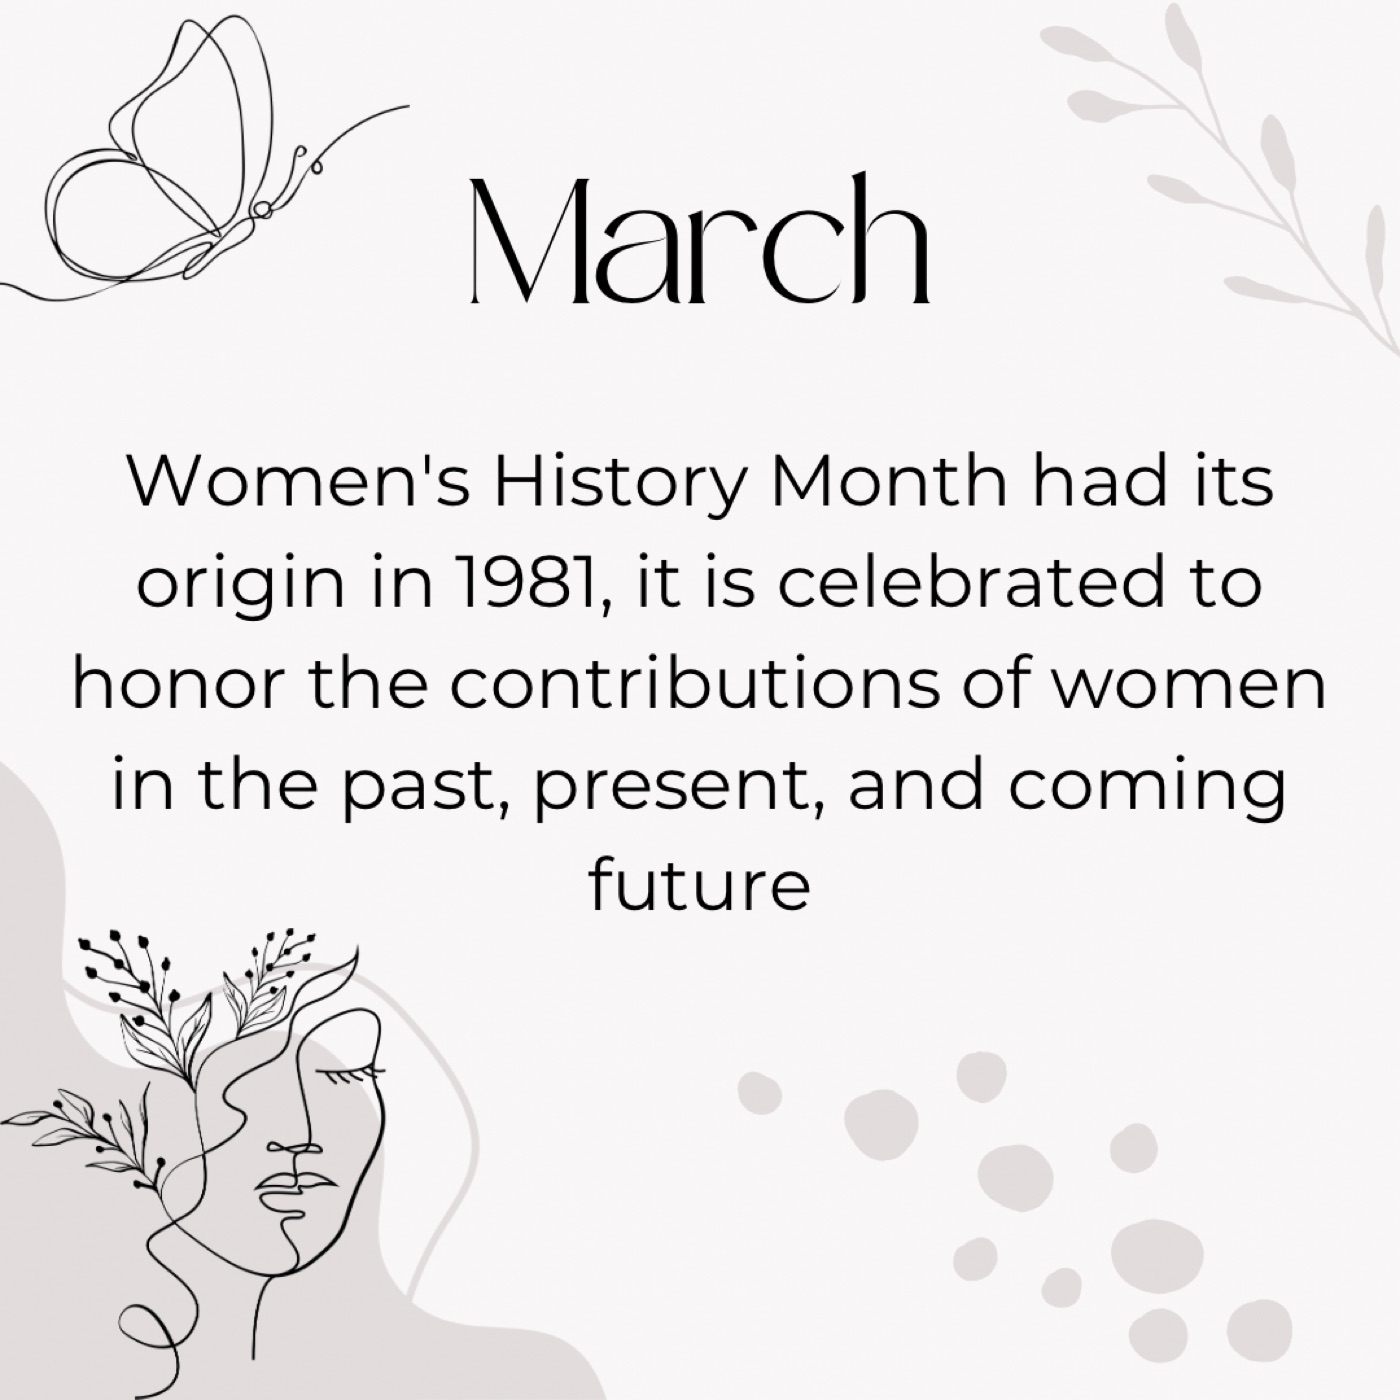 March
Women's History Month had its
origin in 1981, it is celebrated to
honor the contributions of women
in the past, present, and coming
future